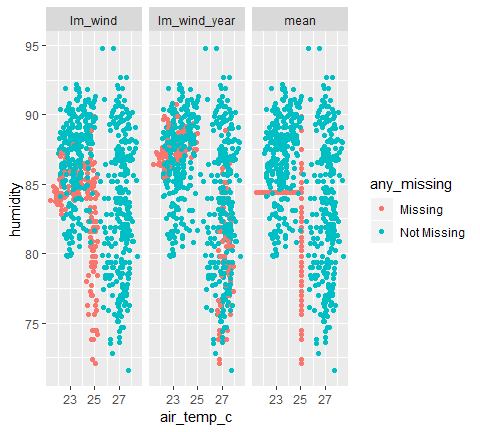 lm_wind lm_wind_year mean
95
90
85
80
75
humidity
23 25 27 23 25 27 23 25 27
air_temp_c
any_missing
Missing
Not Missing